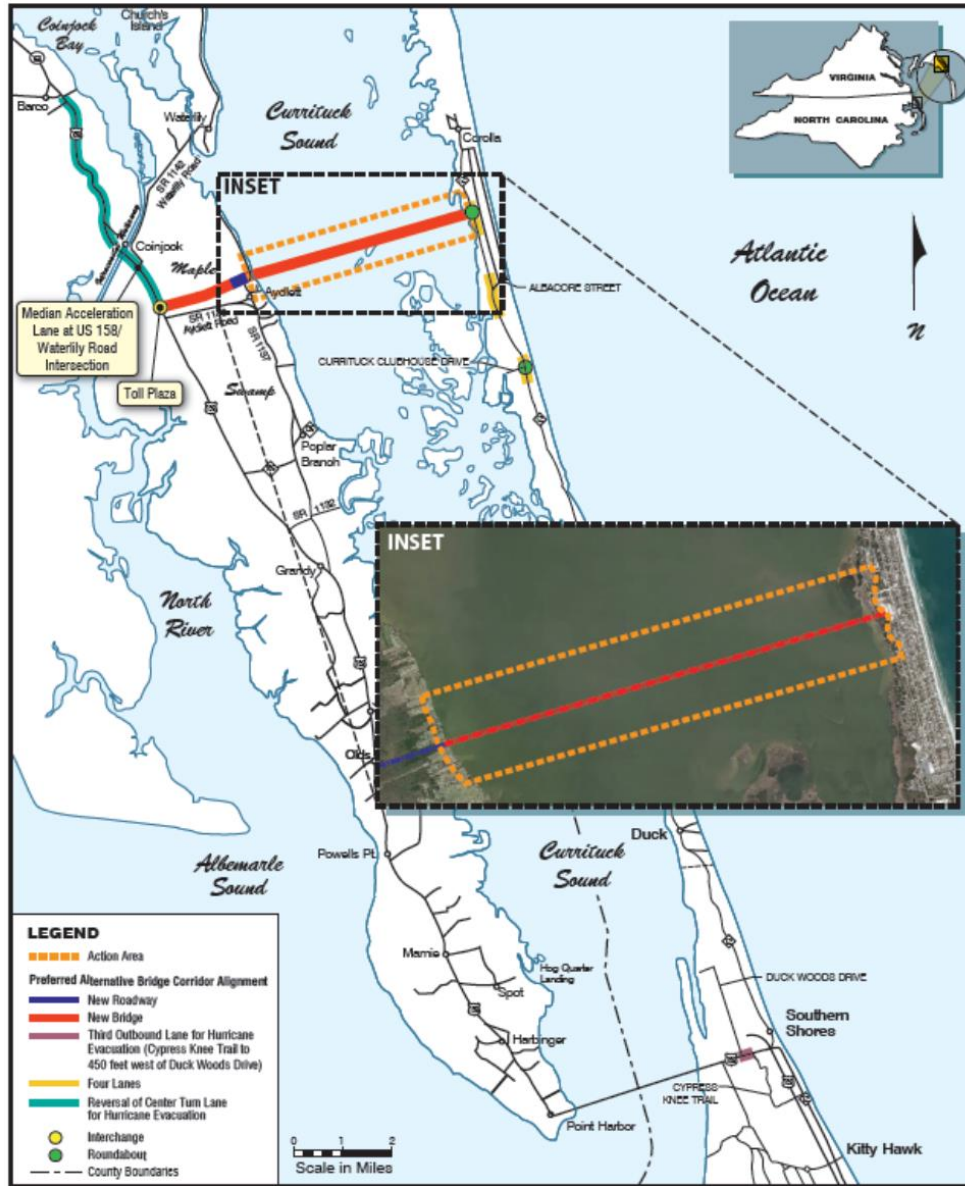 Coinjock
Bay
Church's
Island
Barco
Waterlily
SR 1142
Waterlily Road
Currituck
Sound
Corolla
VIRGINIA
NORTH CAROLINA
INSET
Coinjock
Maple
Aydlett
Aydlett Road
SR 1137
Atlantic
Ocean
N
ALBACORE STREET
Median Acceleration
Lane at US 158/
Waterlily Road
Intersection
Toll Plaza
CURRITUCK CLUBHOUSE DRIVE
Swamp
Poplar
Branch
SR 1132
INSET
Grandy
North
River
Olds
Powells Pt.
Albemarle
Sound
Currituck
Sound
Duck
Mamie
Hog Quarter
Landing
Spot
DUCK WOODS DRIVE
Southern
Shores
Harbinger
158
CYPRESS
KNEE TRAIL
Point Harbor
Kitty Hawk
LEGEND
Action Area
Preferred Alternative Bridge Corridor Alignment
New Roadway
New Bridge
Third Outbound Lane for Hurricane
Evacuation (Cypress Knee Trail to
450 feet west of Duck Woods Drive)
Four Lanes
Reversal of Center Turn Lane
for Hurricane Evacuation
Interchange
Roundabout
County Boundaries
0 1 2
Scale in Miles